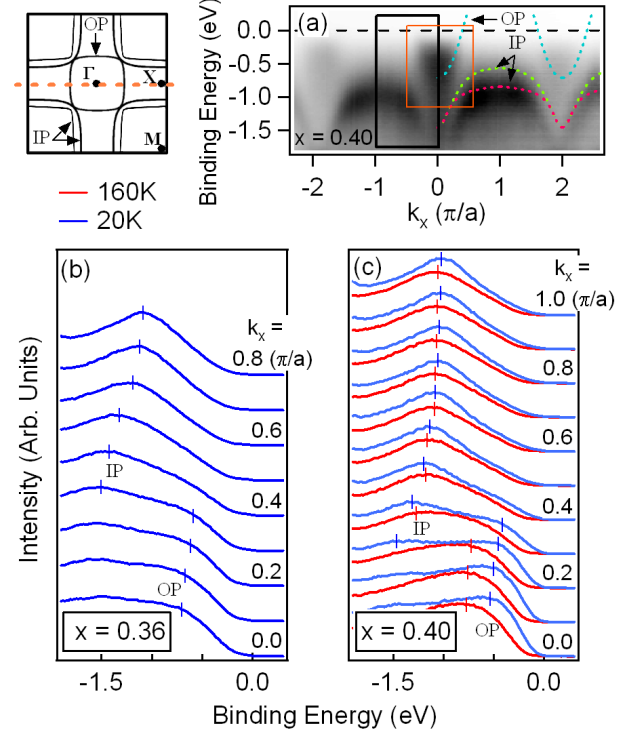 OP
Γ
X
IP
M
160K
20K
(a)
OP
IP
x = 0.40
Binding Energy (eV)
0.0
-0.5
-1.0
-1.5
-2
-1
0
1
2
kx (π/a)
(b)
kx =
0.8 (π/a)
0.6
0.4
0.2
0.0
IP
OP
x = 0.36
-1.5
0.0
(c)
kx =
1.0 (π/a)
0.8
0.6
0.4
0.2
0.0
IP
OP
x = 0.40
-1.5
0.0
Intensity (Arb. Units)
Binding Energy (eV)